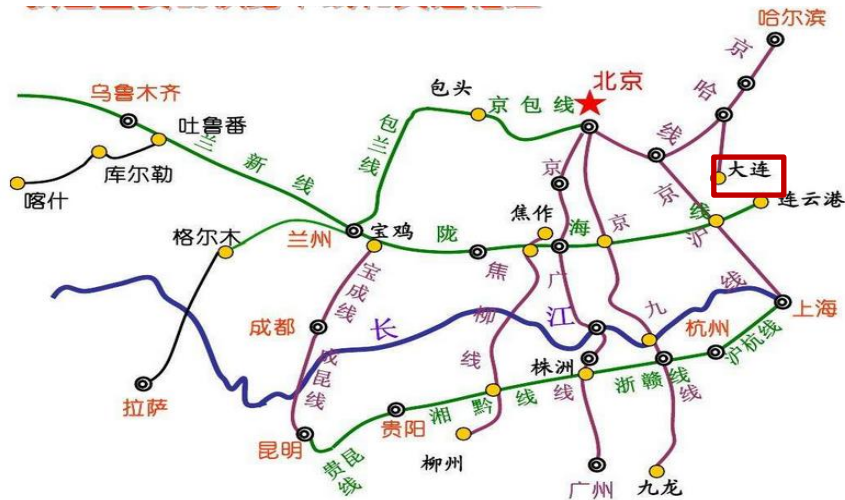 哈尔滨
北京
京哈线
包头
京包线
乌鲁木齐
吐鲁番
包兰线
兰新线
库尔勒
喀什
大连
连云港
京沪线
焦作
宝鸡
兰州
陇海线
格尔木
京广线
京九线
焦柳线
宝成线
成都
长江
杭州
上海
沪杭线
株洲
浙赣线
成昆线
拉萨
湘黔线
贵阳
昆明
贵昆线
柳州
广州
九龙